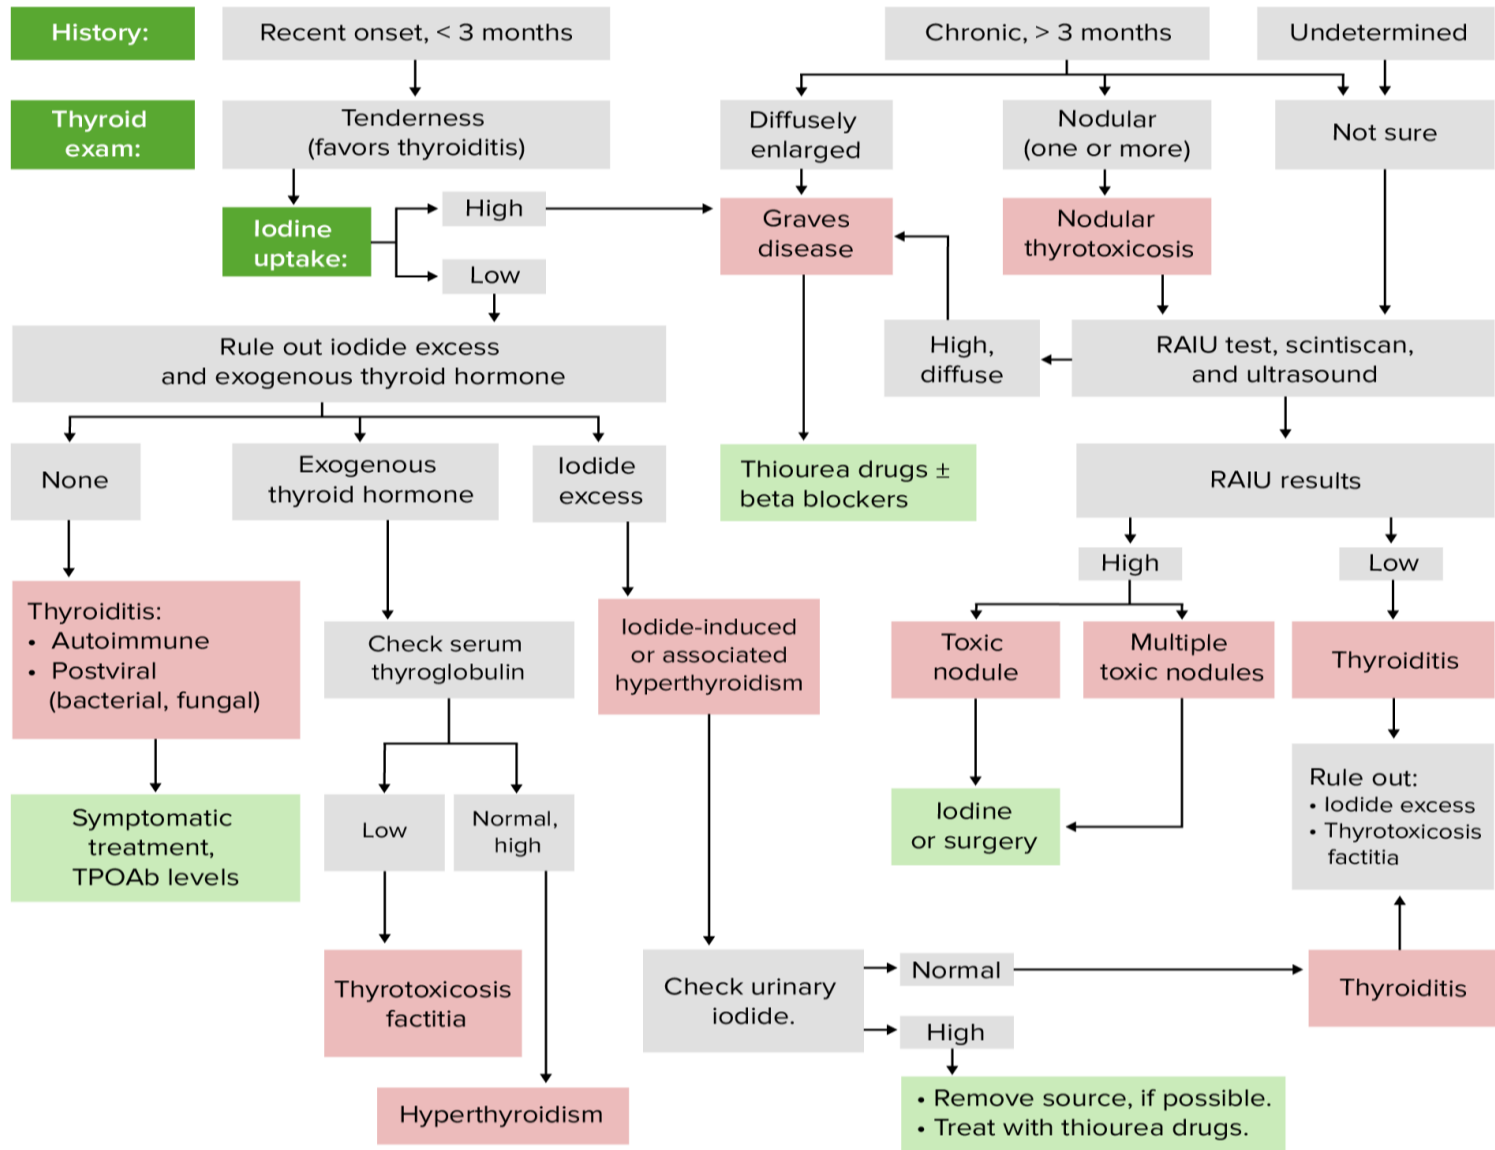 History:
Recent onset, < 3 months
Chronic, > 3 months
Undetermined
Thyroid
exam:
Tenderness
(favors thyroiditis)
Diffusely
enlarged
Nodular
(one or more)
Not sure
Iodine
uptake:
High
Low
Graves
disease
Nodular
thyrotoxicosis
Rule out iodide excess
and exogenous thyroid hormone
High,
diffuse
RAIU test, scintiscan,
and ultrasound
None
Exogenous
thyroid hormone
Iodide
excess
Thiourea drugs ±
beta blockers
RAIU results
High
Low
Thyroiditis:
• Autoimmune
• Postviral
(bacterial, fungal)
Check serum
thyroglobulin
Iodide-induced
or associated
hyperthyroidism
Toxic
nodule
Multiple
toxic nodules
Thyroiditis
Symptomatic
treatment,
TPOAb levels
Low
Normal,
high
Iodine
or surgery
Rule out:
• Iodide excess
• Thyrotoxicosis
factitia
Thyrotoxicosis
factitia
Check urinary
iodide.
Normal
High
Thyroiditis
Hyperthyroidism
• Remove source, if possible.
• Treat with thiourea drugs.